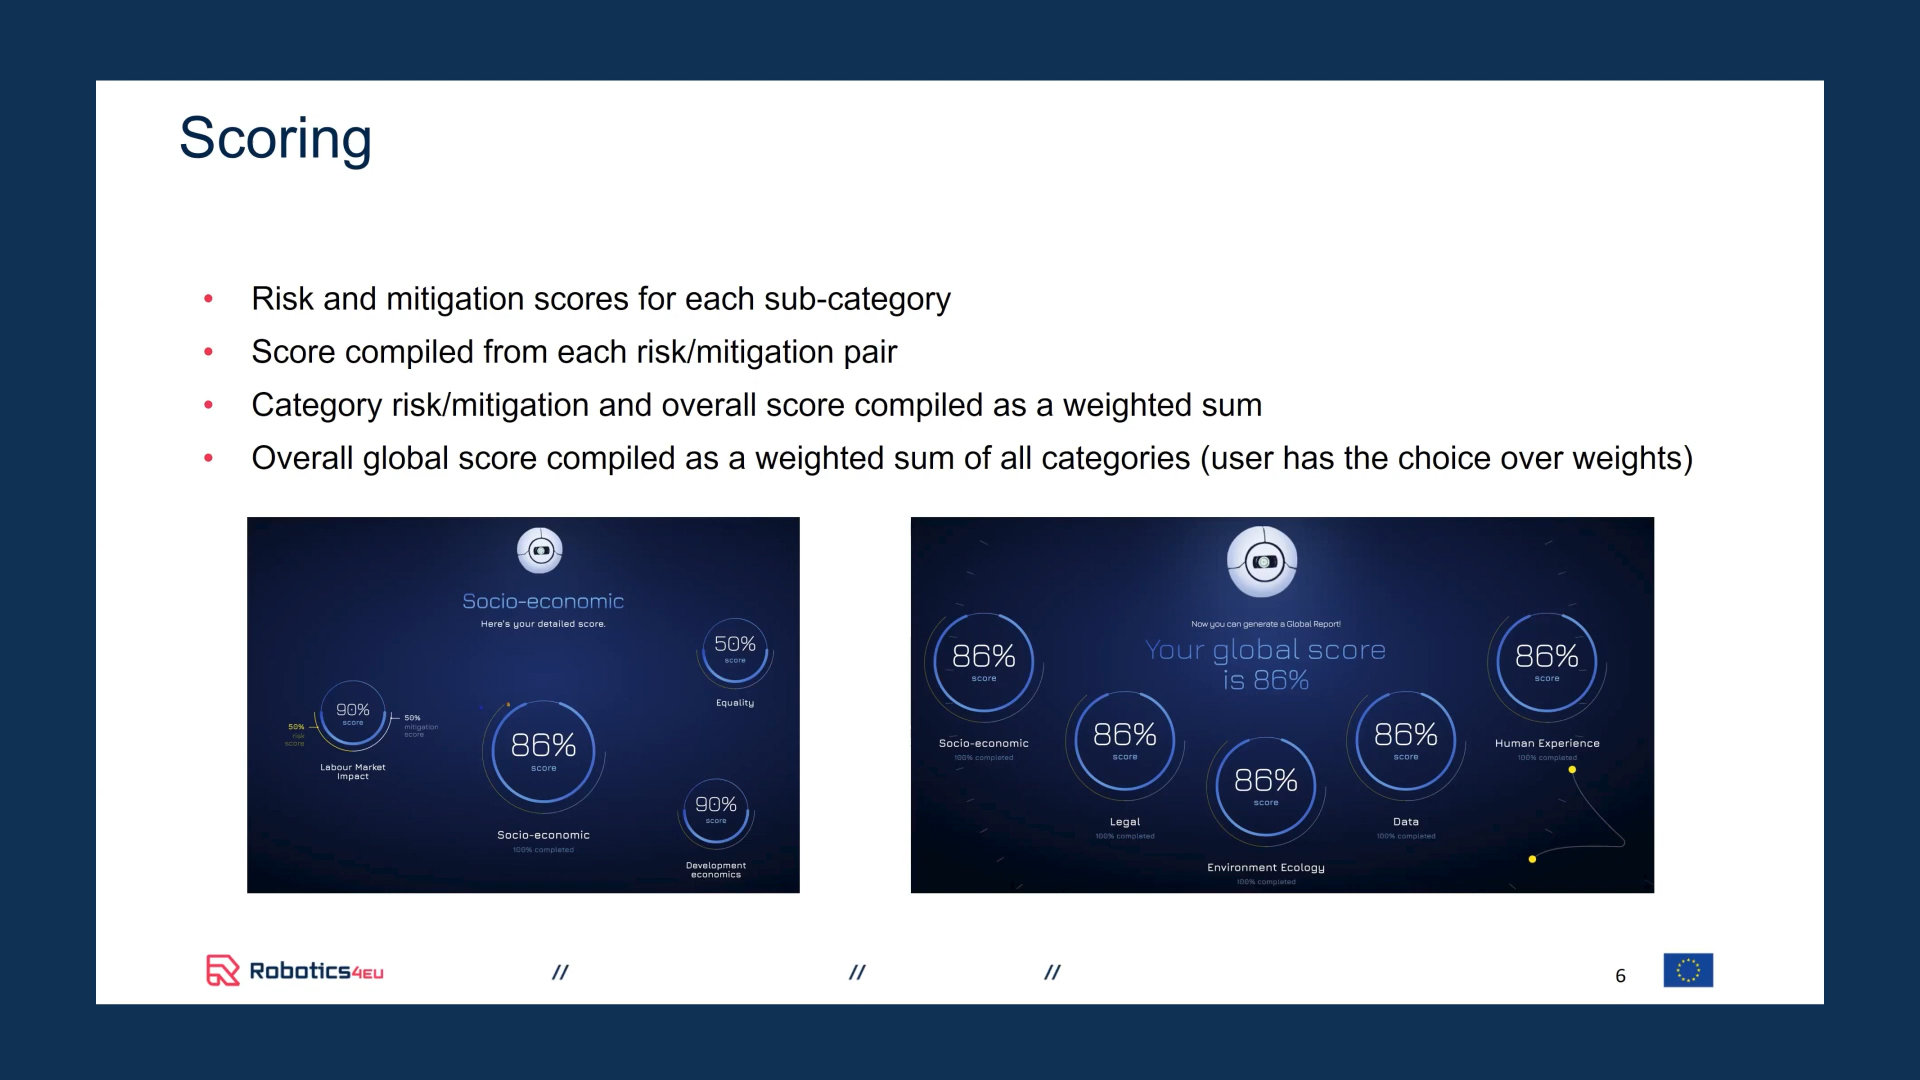 Scoring
• Risk and mitigation scores for each sub-category
• Score compiled from each risk/mitigation pair
• Category risk/mitigation and overall score compiled as a weighted sum
• Overall global score compiled as a weighted sum of all categories (user has the choice over weights)
Socio-economic
Here's your detailed score.
50%
score
Equality
90%
score
50%
risk
score
50%
mitigation
score
Labour Market
Impact
86%
score
Socio-economic
100% completed
90%
score
Development
economics
Now you can generate a Global Report!
Your global score
is 86%
86%
score
Socio-economic
100% completed
86%
score
Legal
100% completed
86%
score
Environment Ecology
100% completed
86%
score
Data
100% completed
86%
score
Human Experience
100% completed
Robotics4EU
//
//
//
6